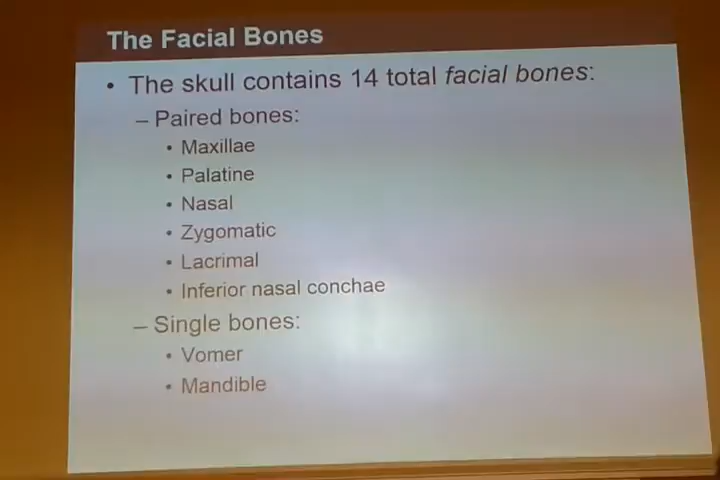 The Facial Bones
• The skull contains 14 total facial bones:
– Paired bones:
• Maxillae
• Palatine
• Nasal
• Zygomatic
• Lacrimal
• Inferior nasal conchae
– Single bones:
• Vomer
• Mandible